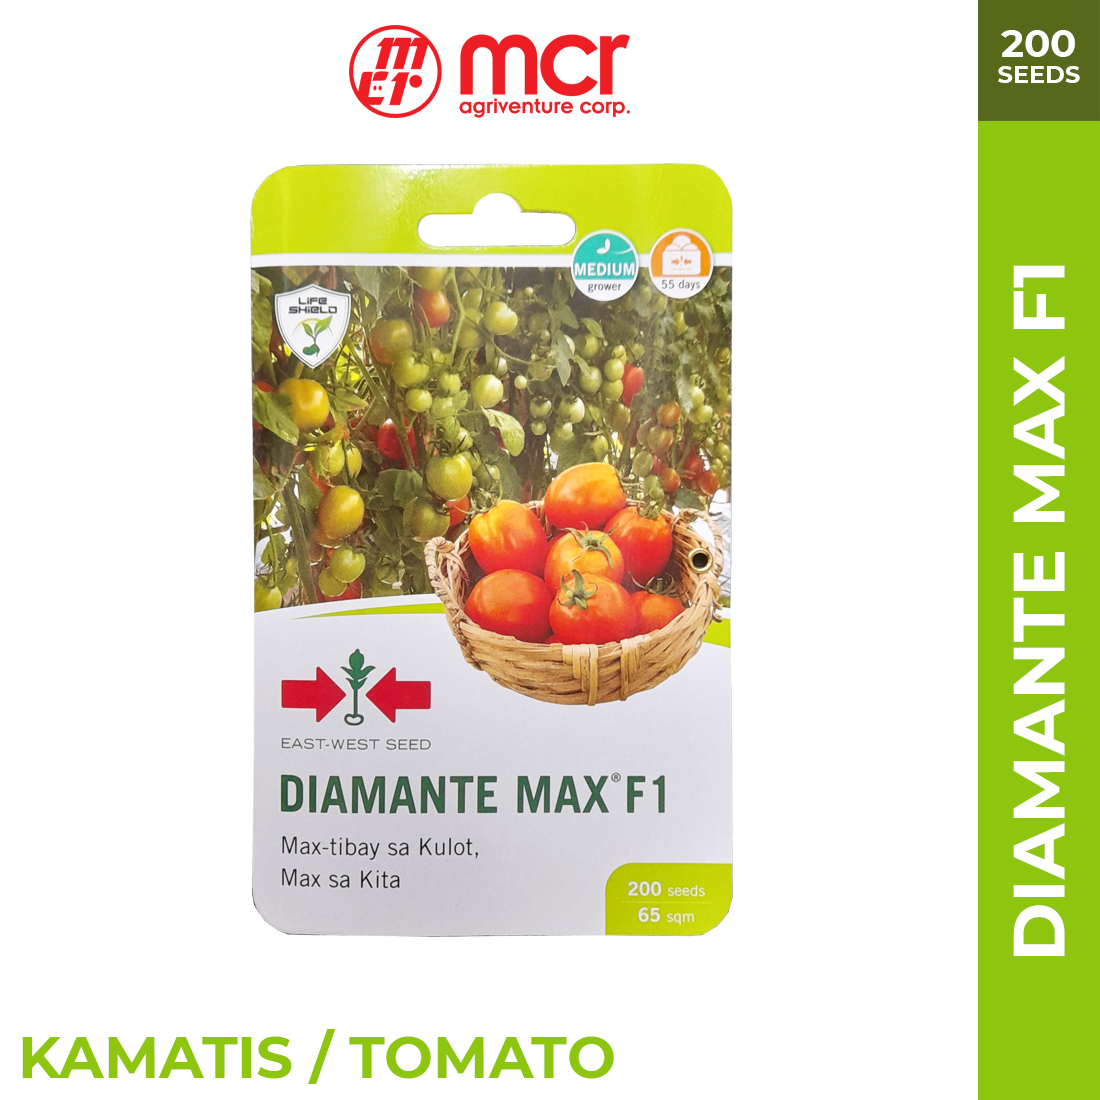 mcr
mcr
agriventure corp.
200
SEEDS
MEDIUM
grower
55 days
LIFE
SHIELD
EAST-WEST SEED
DIAMANTE MAX® F1
Max-tibay sa Kulot,
Max sa Kita
200 seeds
65 sqm
DIAMANTE MAX F1
KAMATIS / TOMATO